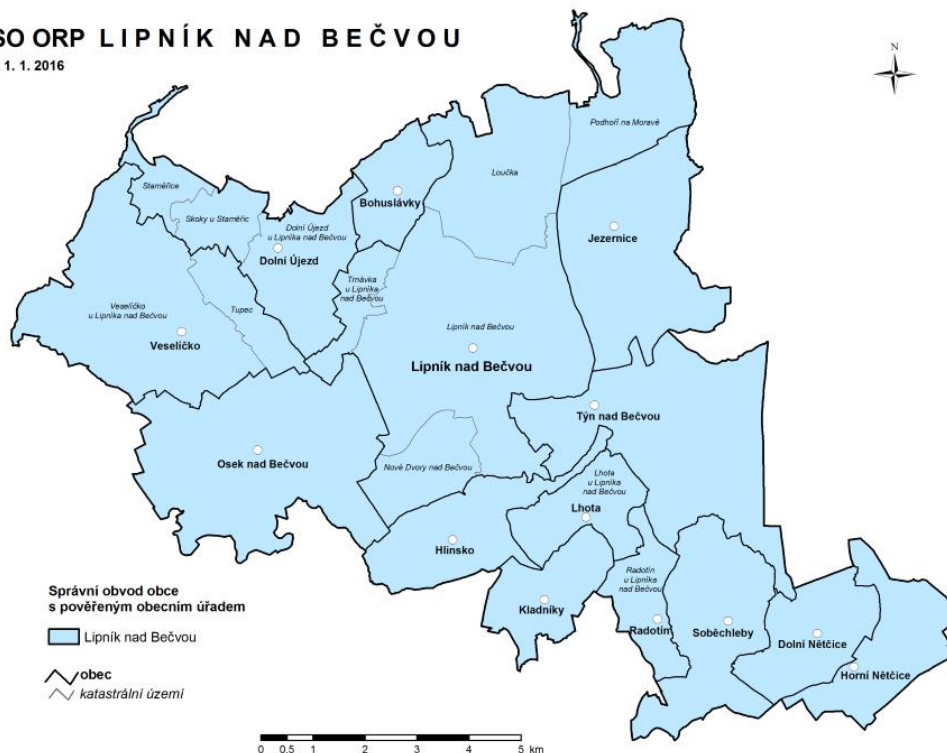 SO ORP LIPNÍK NAD BEČVOU
1. 1. 2016
N
Podhoří na Moravě
Loučka
Staměřice
Bohuslávky
Skoky u Staměřic
Dolní Újezd
u Lipníka nad Bečvou
Jezernice
Dolní Újezd
Trnávka
u Lipníka
nad Bečvou
Veselíčko
u Lipníka nad Bečvou
Tupec
Lipník nad Bečvou
Veselíčko
Lipník nad Bečvou
Týn nad Bečvou
Osek nad Bečvou
Nové Dvory nad Bečvou
Lhota
u Lipníka
nad Bečvou
Lhota
Hlinsko
Radotín
u Lipníka
nad Bečvou
Kladníky
Radotín
Soběchleby
Dolní Nětčice
Horní Nětčice
Správní obvod obce
s pověřeným obecním úřadem
Lipník nad Bečvou
obec
katastrální území
0 0.5 1 2 3 4 5 km